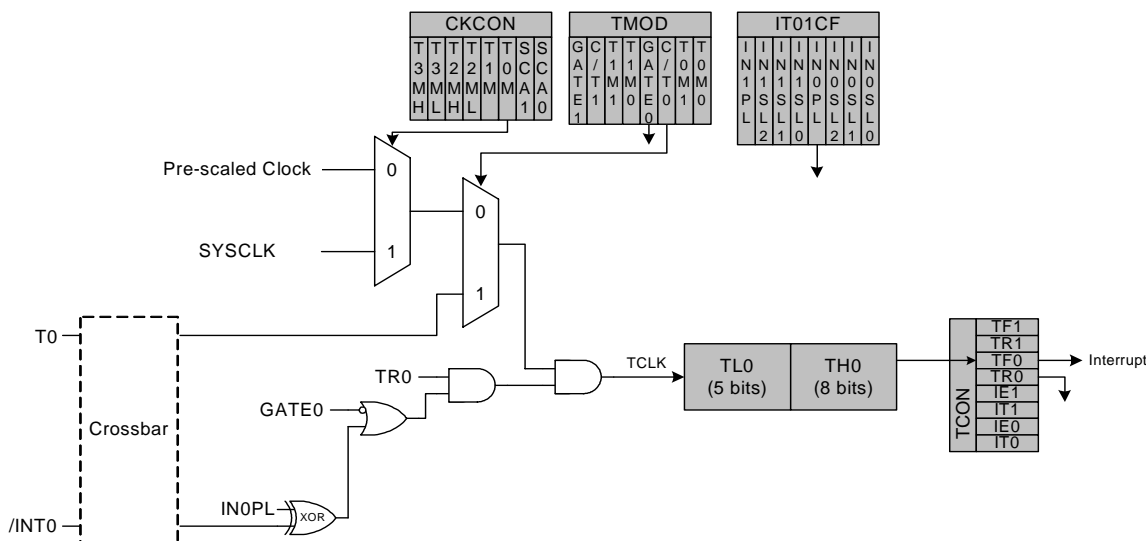 CKCON
T3MH
T3ML
T2MH
T2ML
T1M
T0M
SCA1
SCA0
TMOD
GATE1
C/T1
T1M1
T1M0
GATE0
C/T0
T0M1
T0M0
IT01CF
IN1PL
IN1SL2
IN1SL1
IN1SL0
IN0PL
IN0SL2
IN0SL1
IN0SL0
Pre-scaled Clock
0
SYSCLK
1
0
1
T0
Crossbar
/INT0
TR0
GATE0
IN0PL
XOR
TCLK
TL0
(5 bits)
TH0
(8 bits)
TCON
TF1
TR1
TF0
TR0
IE1
IT1
IE0
IT0
Interrupt